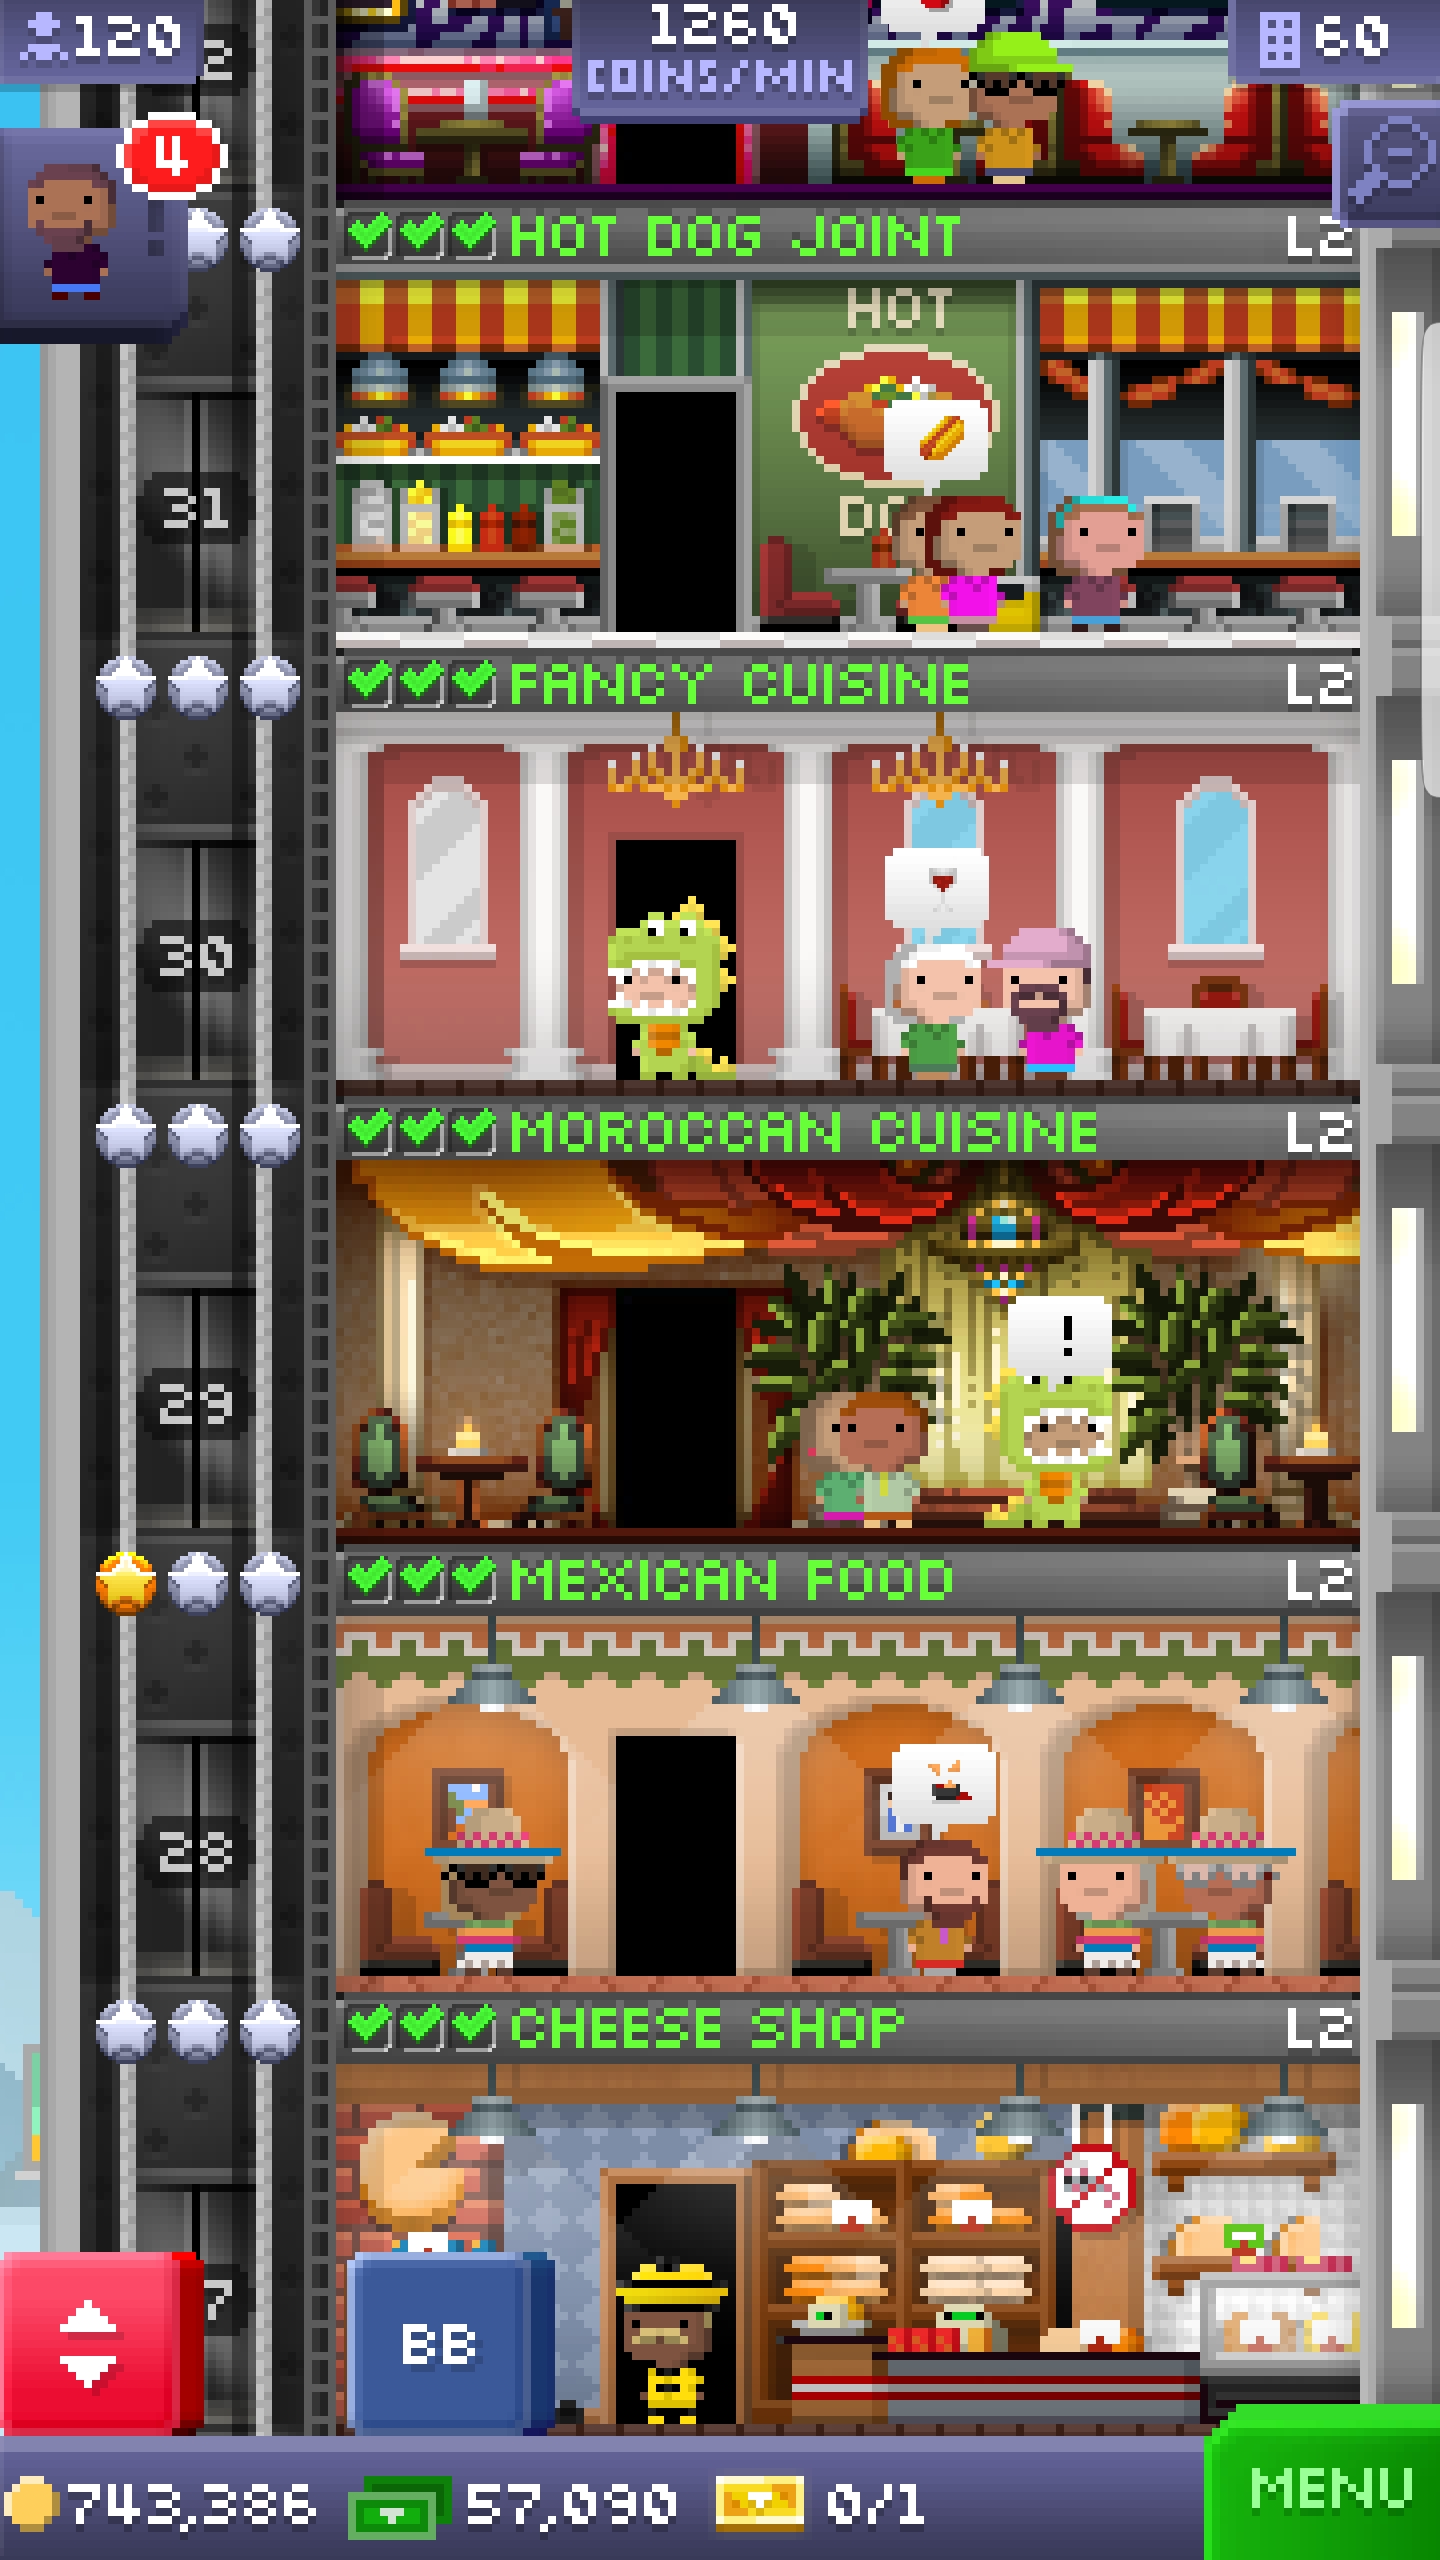 120
1260
COINS/MIN
60
4
HOT DOG JOINT
L2
HOT
31
FANCY CUISINE
L2
30
MOROCCAN CUISINE
L2
!
29
MEXICAN FOOD
L2
28
CHEESE SHOP
L2
7
BB
MENU
743,386
57,090
0/1